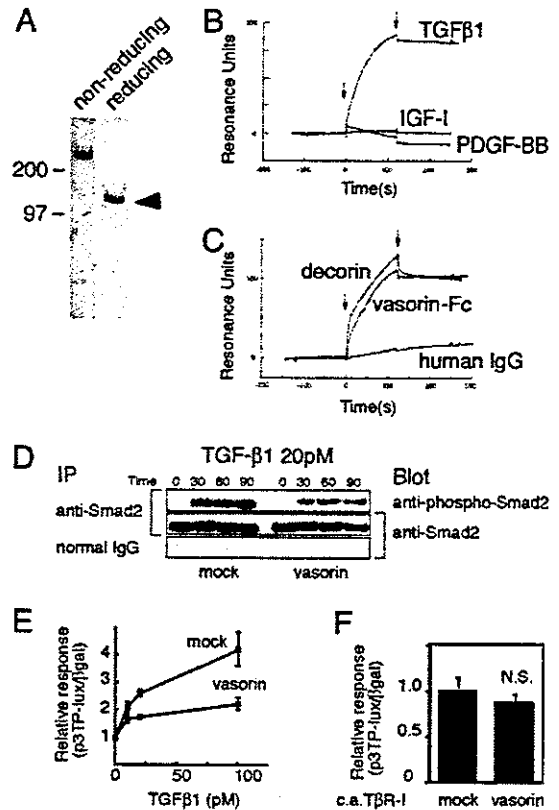 A
non-reducing
reducing
200
97
B
Resonance Units
TGFβ1
IGF-I
PDGF-BB
Time(s)
C
Resonance Units
decorin
vasorin-Fc
human IgG
Time(s)
D
TGF-β1 20pM
IP
Time 0 30 60 90 0 30 60 90
Blot
anti-Smad2
anti-phospho-Smad2
anti-Smad2
normal IgG
mock vasorin
E
Relative response
(p3TP-lux/βgal)
4
3
2
1
mock
vasorin
0 50 100
TGFβ1 (pM)
F
Relative response
(p3TP-lux/βgal)
1.0
0.5
0
N.S.
c.a.TβR-I mock vasorin